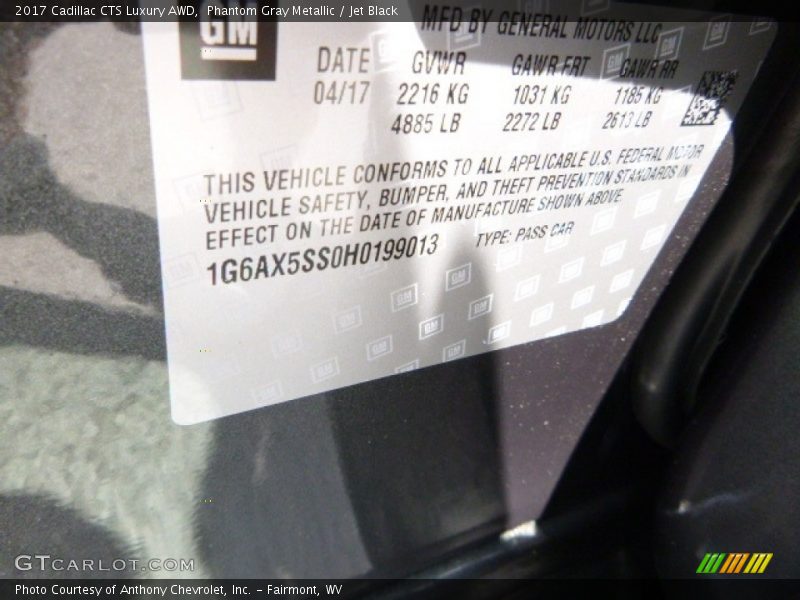 2017 Cadillac CTS Luxury AWD, Phantom Gray Metallic / Jet Black
GM
MFD BY GENERAL MOTORS LLC
DATE GVWR GAWR FRT GAWR RR
04/17 2216 KG 1031 KG 1185 KG
4885 LB 2272 LB 2613 LB
THIS VEHICLE CONFORMS TO ALL APPLICABLE U.S. FEDERAL MOTOR
VEHICLE SAFETY, BUMPER, AND THEFT PREVENTION STANDARDS IN
EFFECT ON THE DATE OF MANUFACTURE SHOWN ABOVE.
1G6AX5SS0H0199013 TYPE: PASS CAR
GTCARLOT.COM
Photo Courtesy of Anthony Chevrolet, Inc. – Fairmont, WV